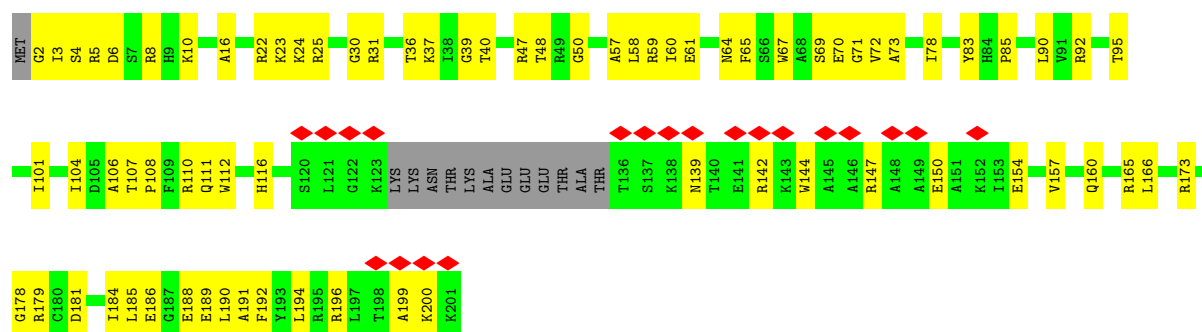 MET G2 I3 S4 R5 D6 S7 R8 H9 K10 A16 R22 K23 K24 R25 G30 R31 T36 K37 I38 G39 T40 R47 T48 R49 G50 A57 L58 R59 I60 E61 N64 F65 S66 W67 A68 S69 E70 G71 V72 A73 I78 Y83 H84 P85 L90 V91 R92 T95
I101 I104 D105 A106 T107 P108 F109 R110 Q111 W112 H116 S120 L121 G122 K123 LYS LYS ASN THR LYS ALA GLU GLU GLU THR ALA THR T136 S137 K138 N139 T140 E141 R142 K143 W144 A145 A146 R147 A148 A149 E150 A151 K152 I153 E154 V157 Q160 R165 L166 R173
G178 R179 C180 D181 I184 L185 E186 G187 E188 E189 L190 A191 F192 Y193 L194 R195 R196 L197 T198 A199 K200 K201